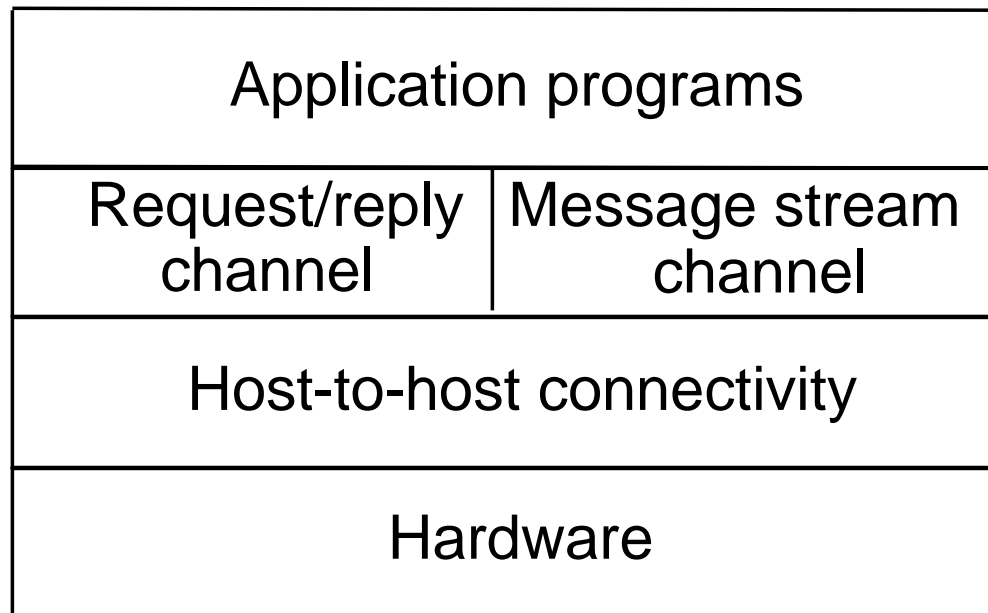 Application programs
Request/reply
channel
Message stream
channel
Host-to-host connectivity
Hardware